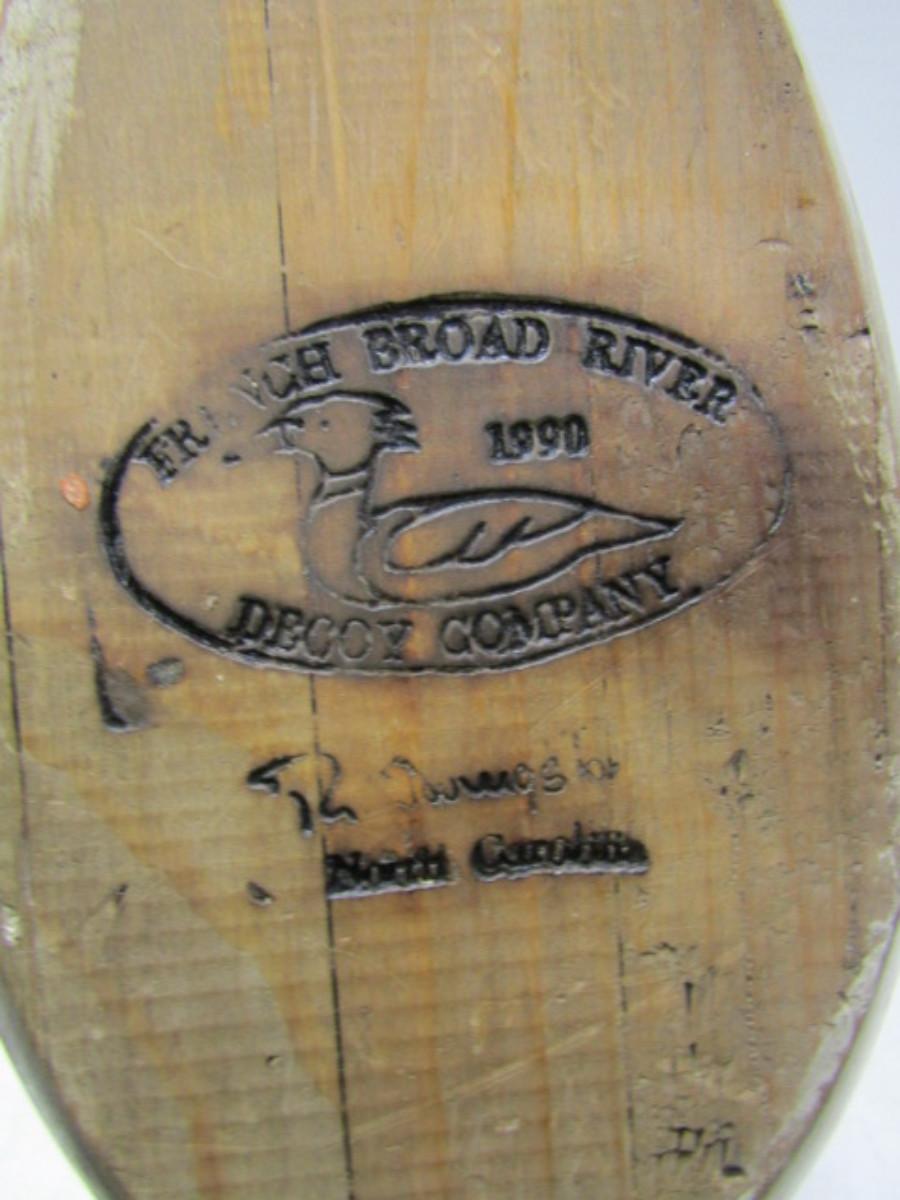 FRENCH BROAD RIVER
1990
DECOY COMPANY
North Carolina